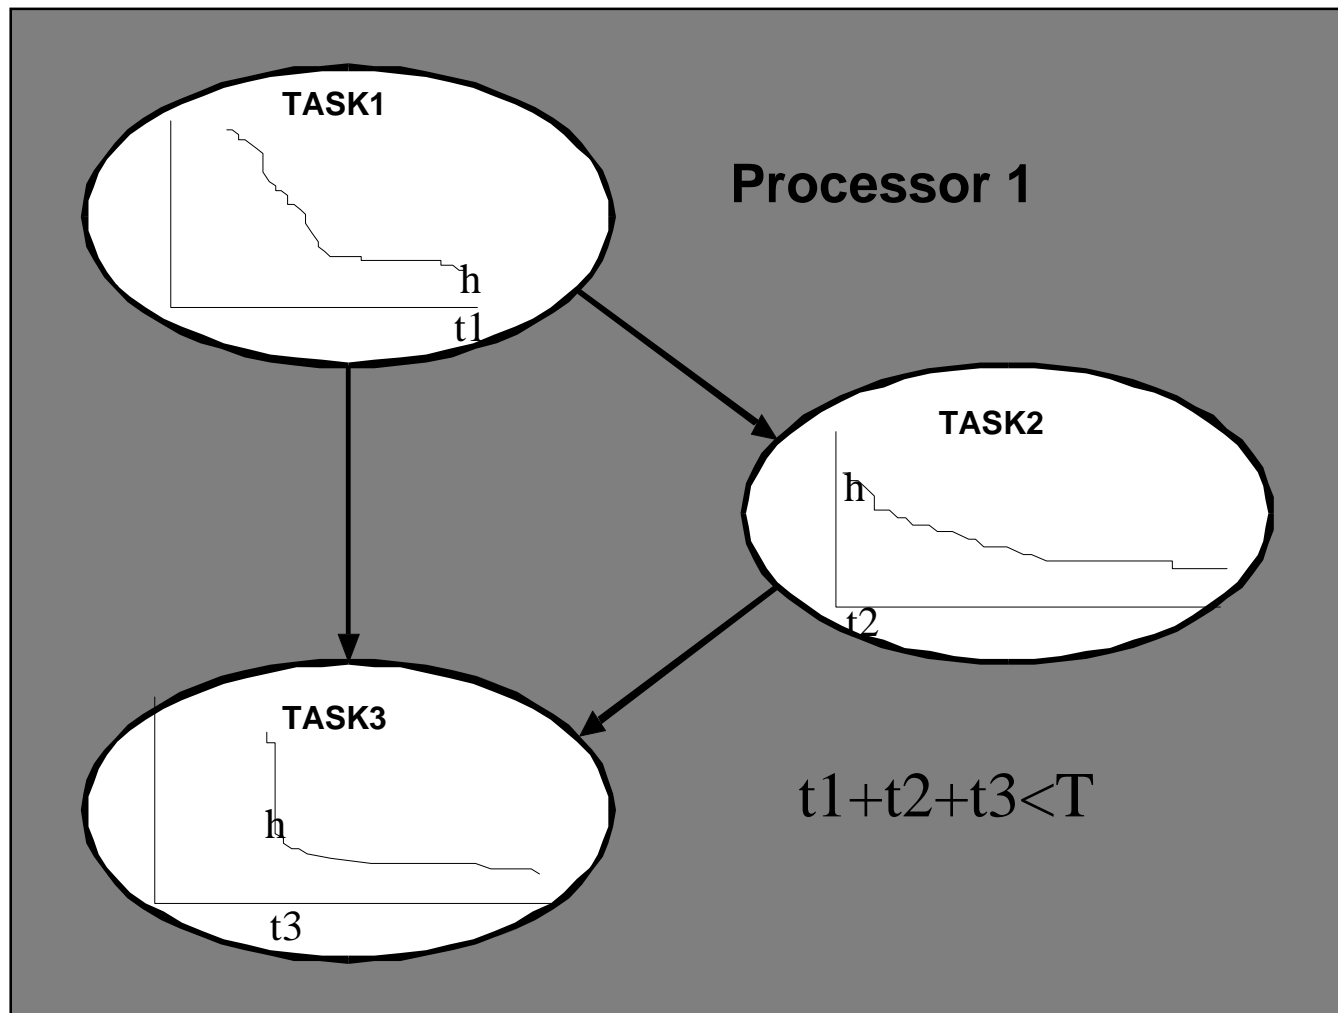 TASK1
Processor 1
h
t1
TASK2
h
t2
TASK3
h
t3
t1+t2+t3<T